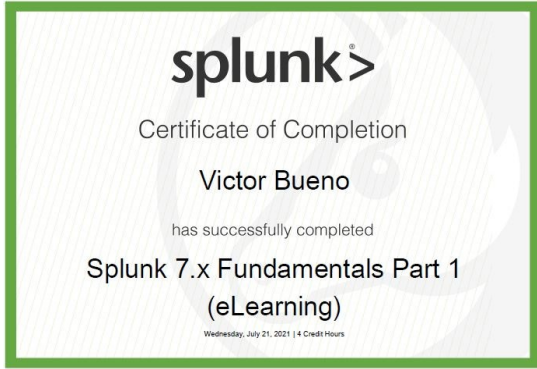 splunk>
Certificate of Completion
Victor Bueno
has successfully completed
Splunk 7.x Fundamentals Part 1
(eLearning)
Wednesday, July 21, 2021 | 4 Credit Hours